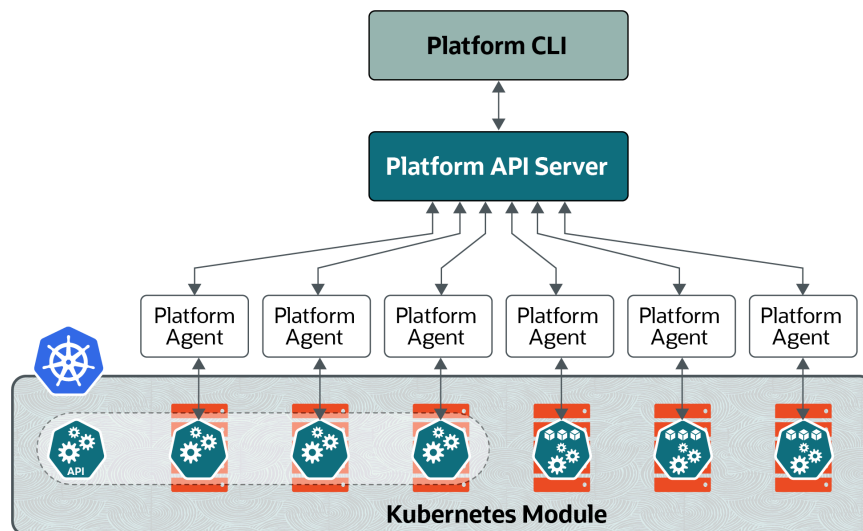 Platform CLI
Platform API Server
Platform
Agent
Platform
Agent
Platform
Agent
Platform
Agent
Platform
Agent
Platform
Agent
API
Kubernetes Module